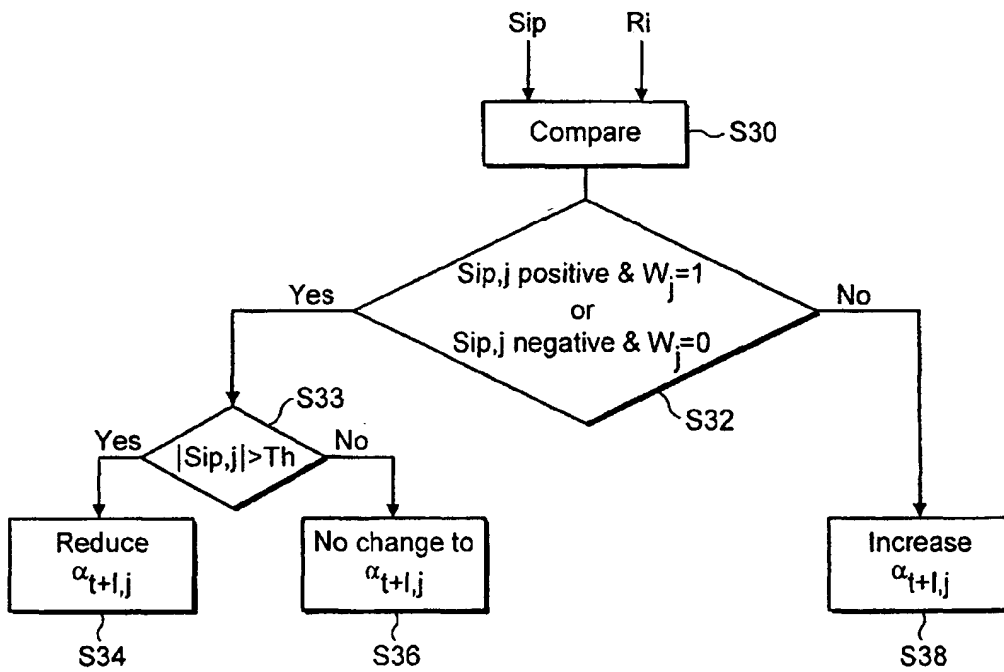 Sip
Ri
Compare
S30
Sip,j positive & Wj=1
or
Sip,j negative & Wj=0
Yes
No
S32
S33
Yes
|Sip,j|>Th
No
Reduce
αt+I,j
No change to
αt+I,j
Increase
αt+I,j
S34
S36
S38